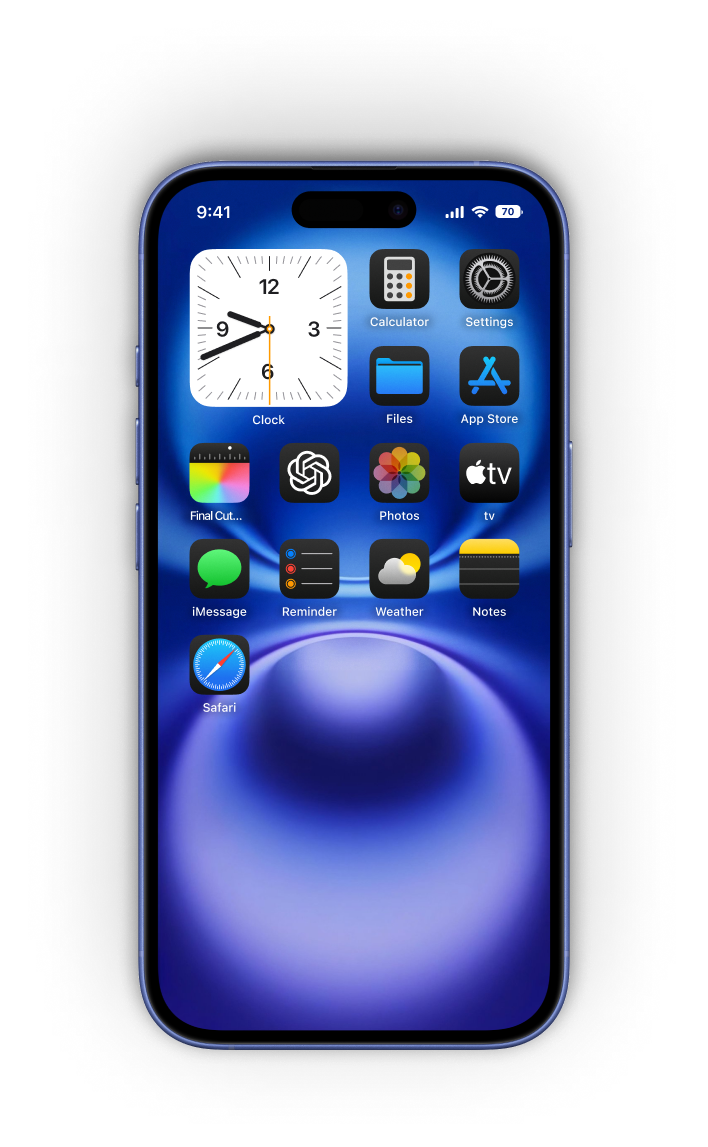 9:41
70
12
9
3
6
Clock
Calculator
Settings
Files
App Store
Final Cut...
Photos
tv
tv
iMessage
Reminder
Weather
Notes
Safari